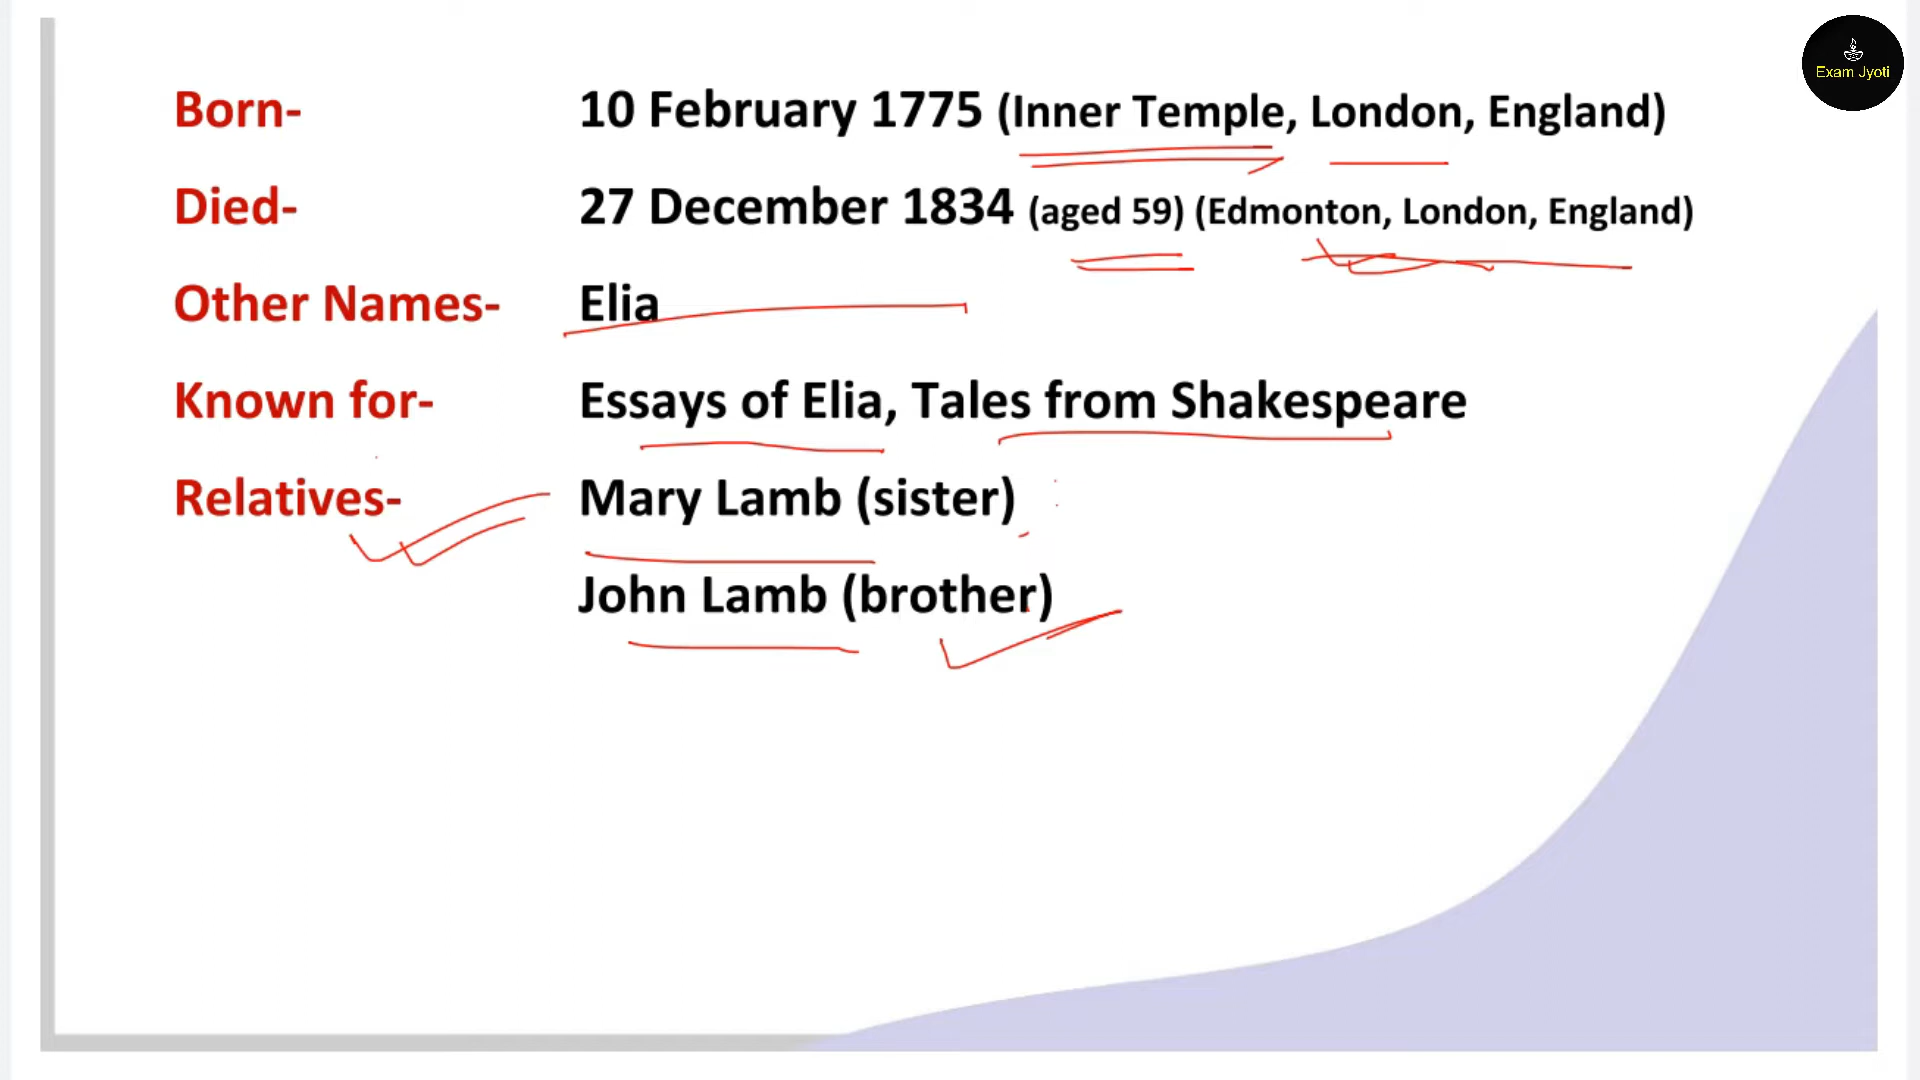 Exam Jyoti
Born- 10 February 1775 (Inner Temple, London, England)
Died- 27 December 1834 (aged 59) (Edmonton, London, England)
Other Names- Elia
Known for- Essays of Elia, Tales from Shakespeare
Relatives- Mary Lamb (sister)
John Lamb (brother)